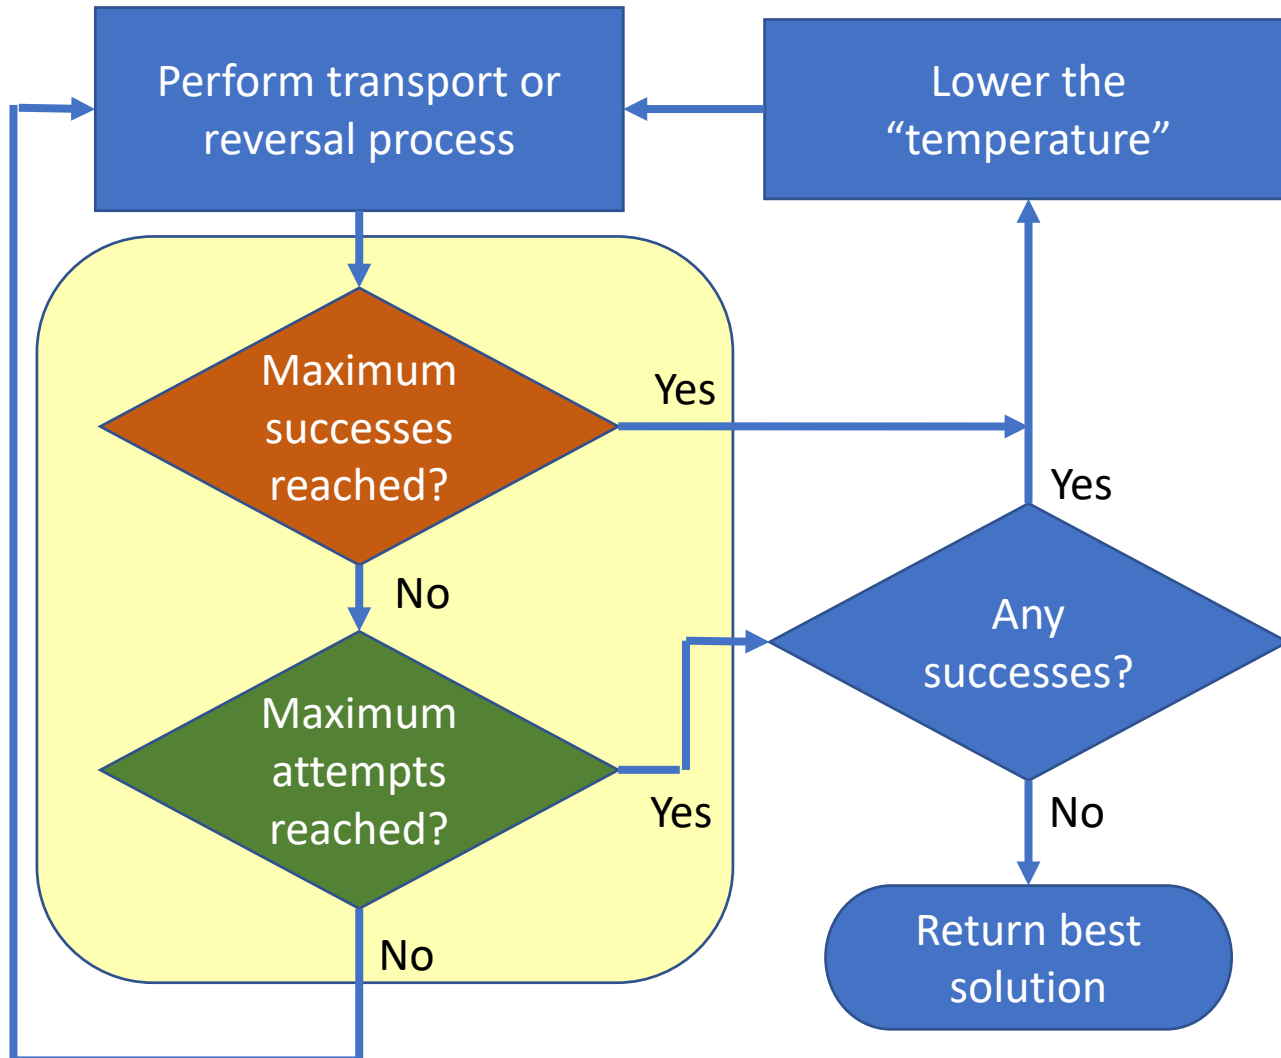 Perform transport or
reversal process
Lower the
“temperature”
Maximum
successes
reached?
Yes
No
Maximum
attempts
reached?
Yes
No
Any
successes?
Yes
No
Return best
solution